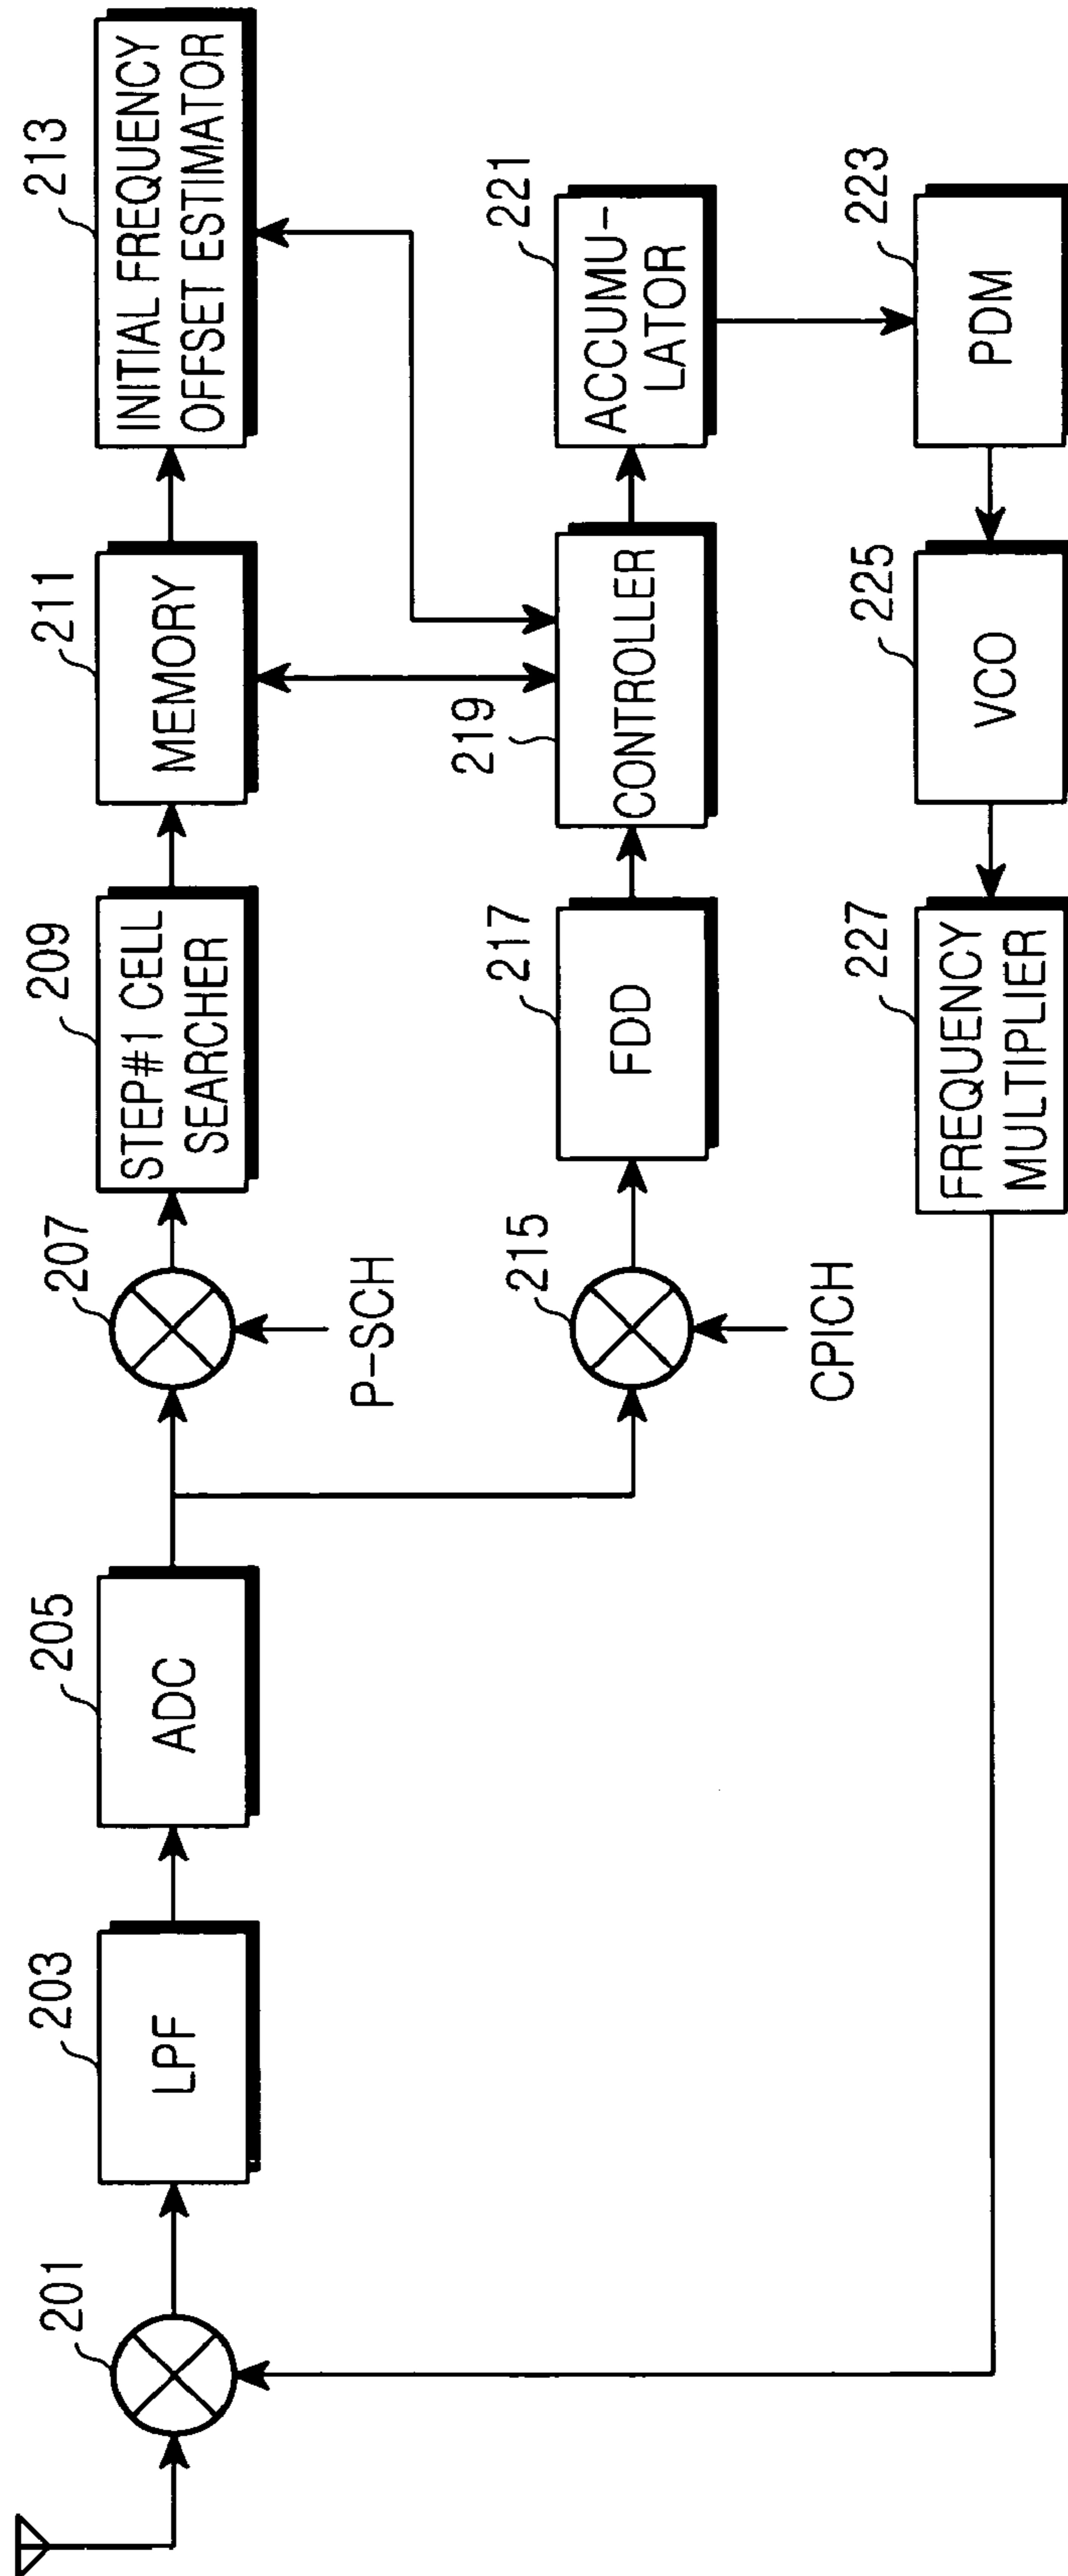 213
INITIAL FREQUENCY
OFFSET ESTIMATOR
211
MEMORY
209
STEP#1 CELL
SEARCHER
207
P-SCH
205
ADC
203
LPF
201
221
ACCUMU-
LATOR
219
CONTROLLER
217
FDD
215
CPICH
223
PDM
225
VCO
227
FREQUENCY
MULTIPLIER